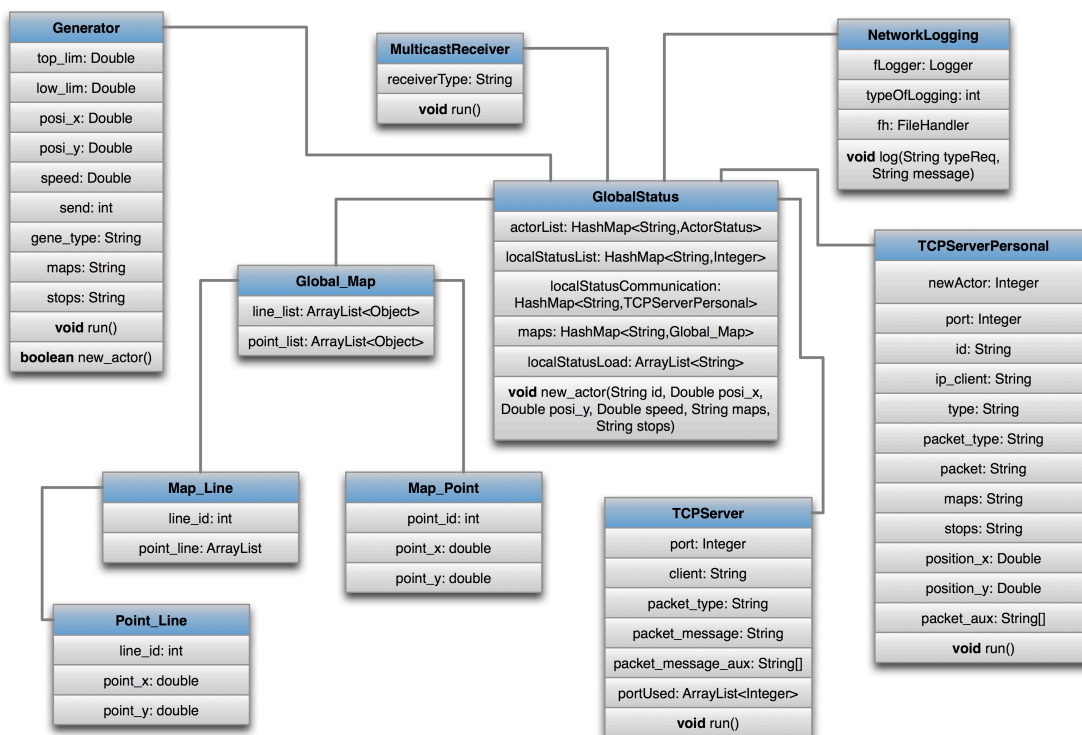 Generator
top_lim: Double
low_lim: Double
posi_x: Double
posi_y: Double
speed: Double
send: int
gene_type: String
maps: String
stops: String
void run()
boolean new_actor()
MulticastReceiver
receiverType: String
void run()
NetworkLogging
fLogger: Logger
typeOfLogging: int
fh: FileHandler
void log(String typeReq,
String message)
GlobalStatus
actorList: HashMap<String,ActorStatus>
localStatusList: HashMap<String,Integer>
localStatusCommunication:
HashMap<String,TCPServerPersonal>
maps: HashMap<String,Global_Map>
localStatusLoad: ArrayList<String>
void new_actor(String id, Double posi_x,
Double posi_y, Double speed, String maps,
String stops)
TCPServerPersonal
newActor: Integer
port: Integer
id: String
ip_client: String
type: String
packet_type: String
packet: String
maps: String
stops: String
position_x: Double
position_y: Double
packet_aux: String[]
void run()
Global_Map
line_list: ArrayList<Object>
point_list: ArrayList<Object>
Map_Line
line_id: int
point_line: ArrayList
Map_Point
point_id: int
point_x: double
point_y: double
Point_Line
line_id: int
point_x: double
point_y: double
TCPServer
port: Integer
client: String
packet_type: String
packet_message: String
packet_message_aux: String[]
portUsed: ArrayList<Integer>
void run()